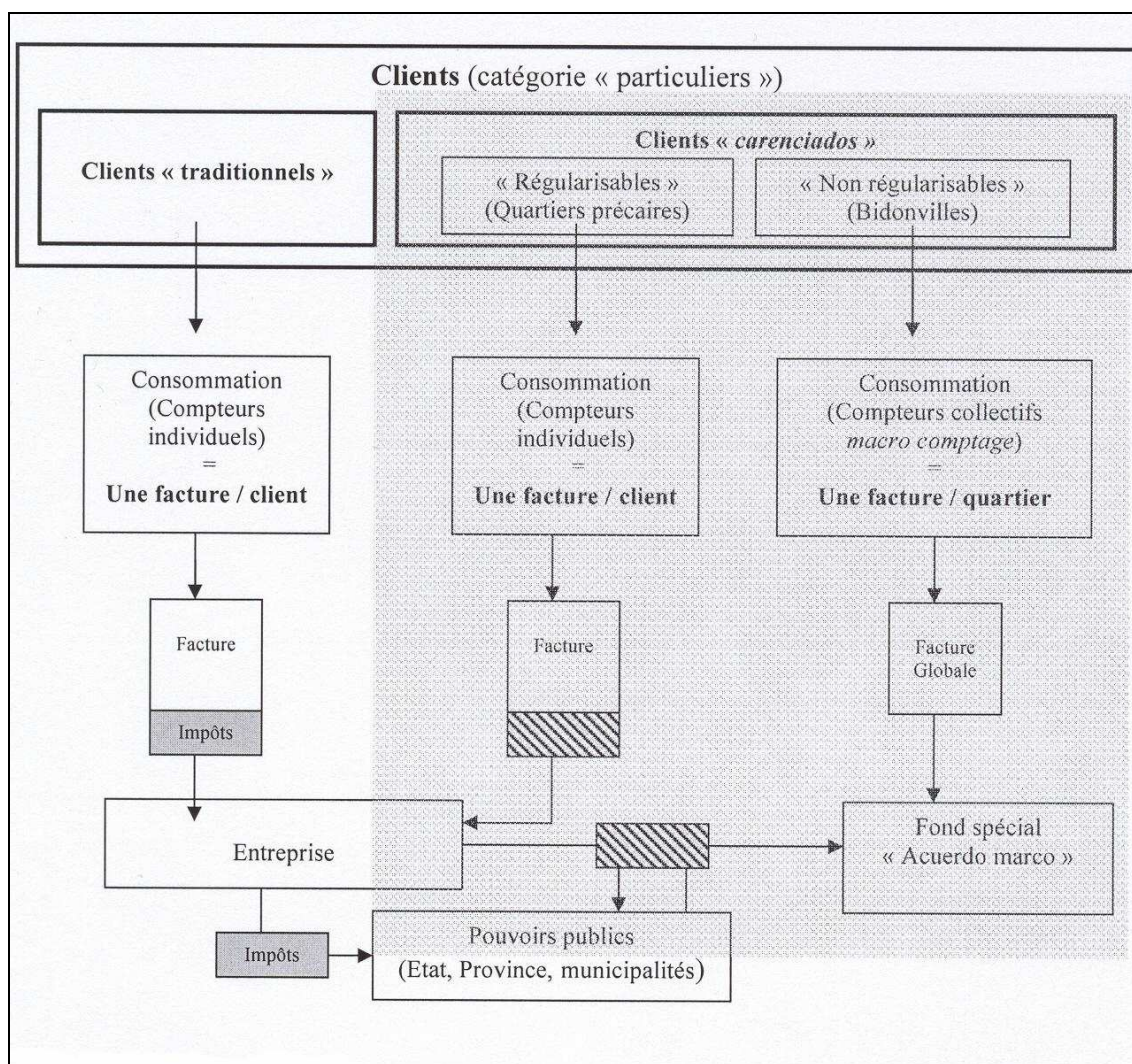 Clients (catégorie « particuliers »)
Clients « traditionnels »
Clients « carenciados »
« Régularisables »
(Quartiers précaires)
« Non régularisables »
(Bidonvilles)
Consommation
(Compteurs
individuels)
=
Une facture / client
Consommation
(Compteurs
individuels)
=
Une facture / client
Consommation
(Compteurs collectifs
macro comptage)
=
Une facture / quartier
Facture
Impôts
Facture
Facture
Globale
Entreprise
Fond spécial
« Acuerdo marco »
Impôts
Pouvoirs publics
(Etat, Province, municipalités)